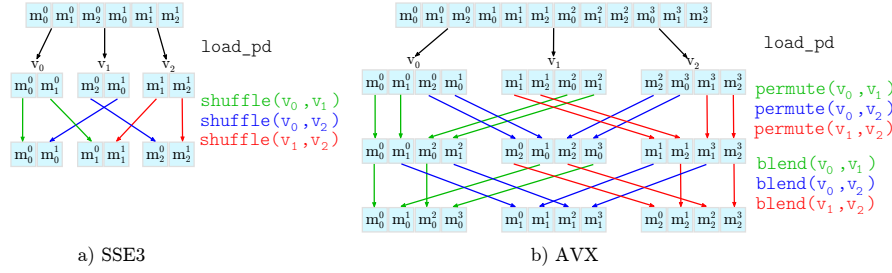 m_0^0 m_1^0 m_2^0 m_0^1 m_1^1 m_2^1
load_pd
v_0 v_1 v_2
m_0^0 m_1^0 m_2^0 m_0^1 m_1^1 m_2^1
shuffle(v_0,v_1)
shuffle(v_0,v_2)
shuffle(v_1,v_2)
m_0^0 m_0^1 m_1^0 m_1^1 m_2^0 m_2^1
a) SSE3
m_0^0 m_1^0 m_2^0 m_0^1 m_1^1 m_2^1 m_0^2 m_1^2 m_2^2 m_0^3 m_1^3 m_2^3
load_pd
v_0 v_1 v_2
m_0^0 m_1^0 m_2^0 m_0^1 m_1^1 m_2^1 m_0^2 m_1^2 m_2^2 m_0^3 m_1^3 m_2^3
permute(v_0,v_1)
permute(v_0,v_2)
permute(v_1,v_2)
m_0^0 m_1^0 m_0^2 m_1^2 m_2^0 m_0^1 m_2^2 m_0^3 m_1^1 m_2^1 m_1^3 m_2^3
blend(v_0,v_1)
blend(v_0,v_2)
blend(v_1,v_2)
m_0^0 m_0^1 m_0^2 m_0^3 m_1^0 m_1^1 m_1^2 m_1^3 m_2^0 m_2^1 m_2^2 m_2^3
b) AVX